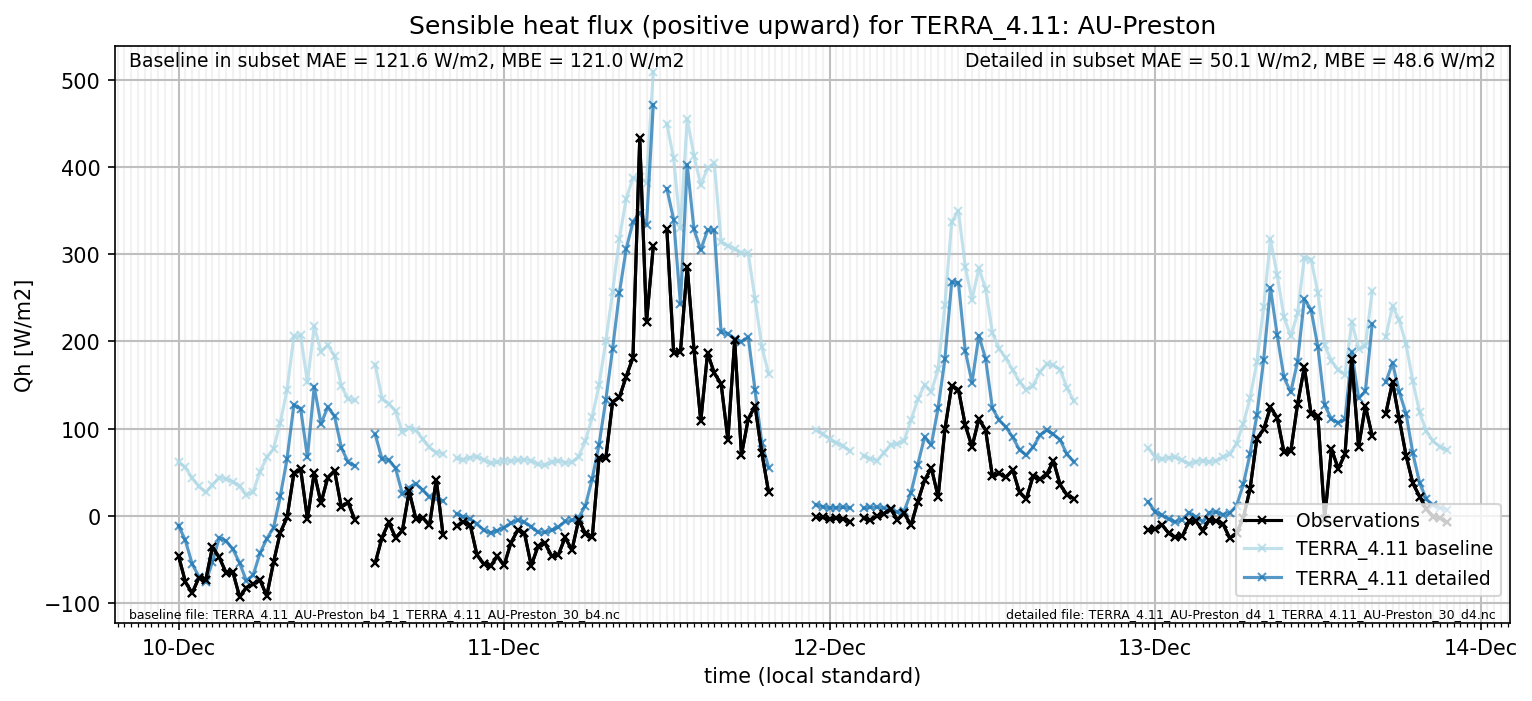 Sensible heat flux (positive upward) for TERRA_4.11: AU-Preston
Baseline in subset MAE = 121.6 W/m2, MBE = 121.0 W/m2
Detailed in subset MAE = 50.1 W/m2, MBE = 48.6 W/m2
Qh [W/m2]
500
400
300
200
100
0
−100
Observations
TERRA_4.11 baseline
TERRA_4.11 detailed
baseline file: TERRA_4.11_AU-Preston_b4_1_TERRA_4.11_AU-Preston_30_b4.nc
detailed file: TERRA_4.11_AU-Preston_d4_1_TERRA_4.11_AU-Preston_30_d4.nc
10-Dec
11-Dec
12-Dec
13-Dec
14-Dec
time (local standard)